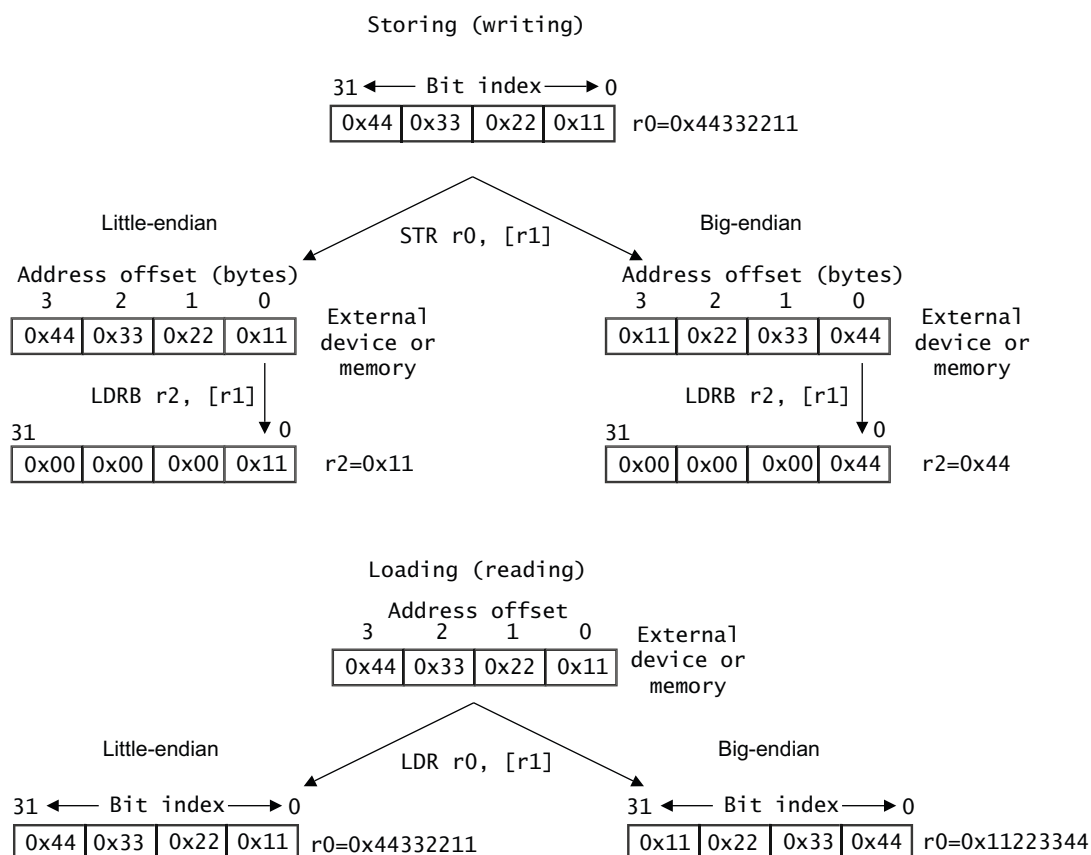 Storing (writing)
31 Bit index 0
0x44 0x33 0x22 0x11 r0=0x44332211
Little-endian
Big-endian
STR r0, [r1]
Address offset (bytes)
3 2 1 0
0x44 0x33 0x22 0x11
External
device or
memory
Address offset (bytes)
3 2 1 0
0x11 0x22 0x33 0x44
External
device or
memory
LDRB r2, [r1]
31 0
0x00 0x00 0x00 0x11 r2=0x11
LDRB r2, [r1]
31 0
0x00 0x00 0x00 0x44 r2=0x44
Loading (reading)
Address offset
3 2 1 0
0x44 0x33 0x22 0x11
External
device or
memory
Little-endian
Big-endian
LDR r0, [r1]
31 Bit index 0
0x44 0x33 0x22 0x11 r0=0x44332211
31 Bit index 0
0x11 0x22 0x33 0x44 r0=0x11223344